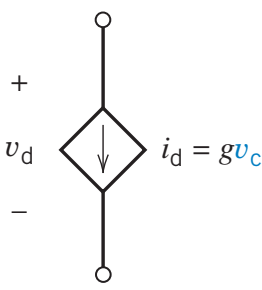 +
v_d
i_d = gv_c
−